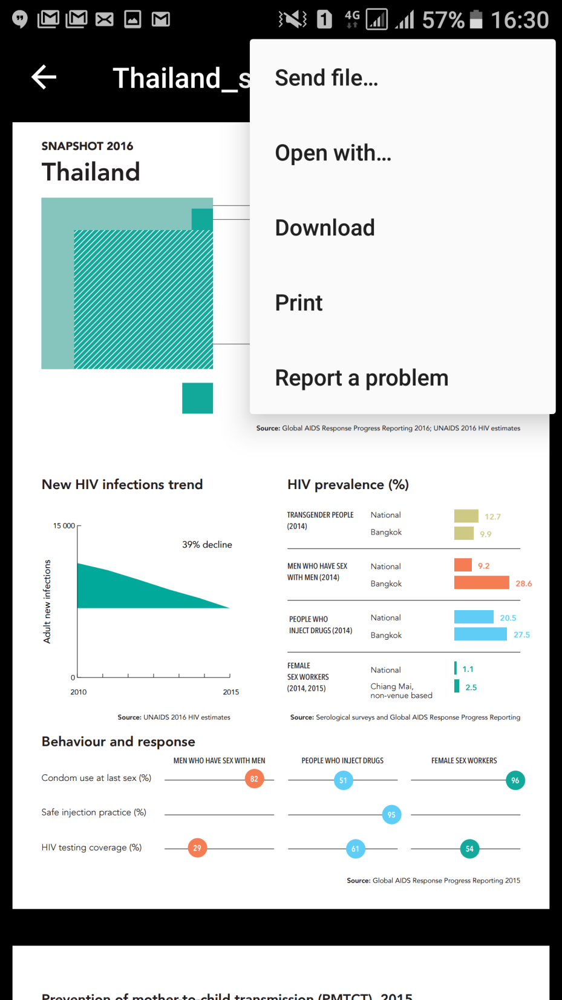 1 4G 57% 16:30
Thailand_s
Send file...
Open with...
Download
Print
Report a problem
SNAPSHOT 2016
Thailand
Source: Global AIDS Response Progress Reporting 2016; UNAIDS 2016 HIV estimates
New HIV infections trend
15 000
39% decline
Adult new infections
0
2010 2015
Source: UNAIDS 2016 HIV estimates
HIV prevalence (%)
TRANSGENDER PEOPLE
(2014)
National 12.7
Bangkok 9.9
MEN WHO HAVE SEX
WITH MEN (2014)
National 9.2
Bangkok 28.6
PEOPLE WHO
INJECT DRUGS (2014)
National 20.5
Bangkok 27.5
FEMALE
SEX WORKERS
(2014, 2015)
National 1.1
Chiang Mai,
non-venue based 2.5
Source: Serological surveys and Global AIDS Response Progress Reporting
Behaviour and response
MEN WHO HAVE SEX WITH MEN PEOPLE WHO INJECT DRUGS FEMALE SEX WORKERS
Condom use at last sex (%) 82 51 96
Safe injection practice (%) 95
HIV testing coverage (%) 29 61 54
Source: Global AIDS Response Progress Reporting 2015
Prevention of mother-to-child transmission (PMTCT), 2015